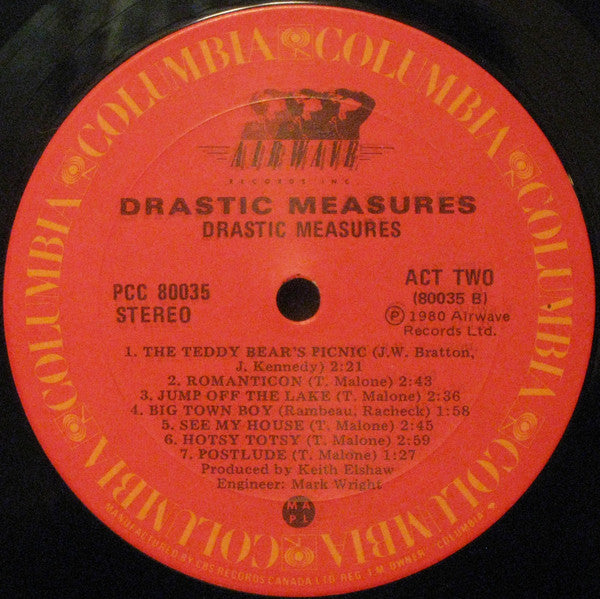 COLUMBIA COLUMBIA COLUMBIA COLUMBIA COLUMBIA COLUMBIA
AIRWAVE
RECORDS INC.
DRASTIC MEASURES
DRASTIC MEASURES
PCC 80035
STEREO
ACT TWO
(80035 B)
Ⓟ 1980 Airwave
Records Ltd.
1. THE TEDDY BEAR'S PICNIC (J.W. Bratton,
J. Kennedy) 2:21
2. ROMANTICON (T. Malone) 2:43
3. JUMP OFF THE LAKE (T. Malone) 2:36
4. BIG TOWN BOY (Rambeau, Racheck) 1:58
5. SEE MY HOUSE (T. Malone) 2:45
6. HOTSY TOTSY (T. Malone) 2:59
7. POSTLUDE (T. Malone) 1:27
Produced by Keith Elshaw
Engineer: Mark Wright
M A
P L
MANUFACTURED BY CBS RECORDS CANADA LTD. REG. T.M. OWNER COLUMBIA